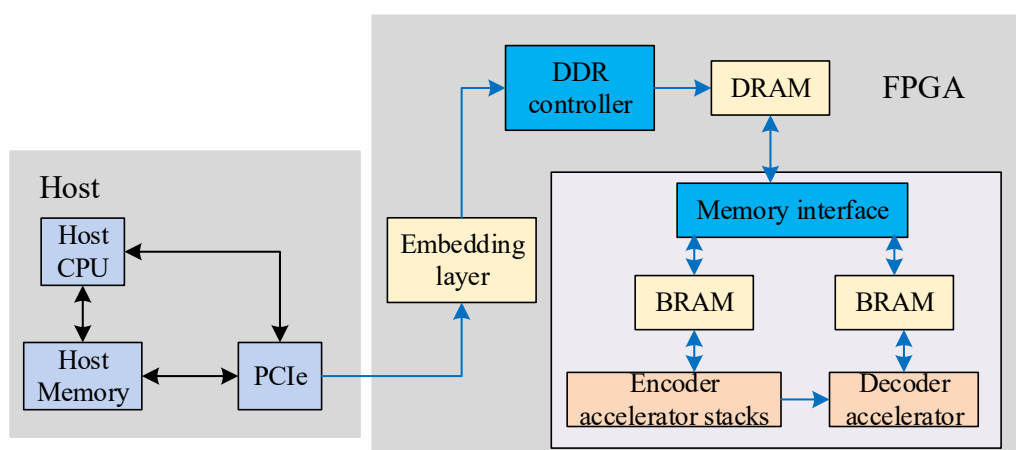 Host
Host
CPU
Host
Memory
PCIe
FPGA
Embedding
layer
DDR
controller
DRAM
Memory interface
BRAM
BRAM
Encoder
accelerator stacks
Decoder
accelerator